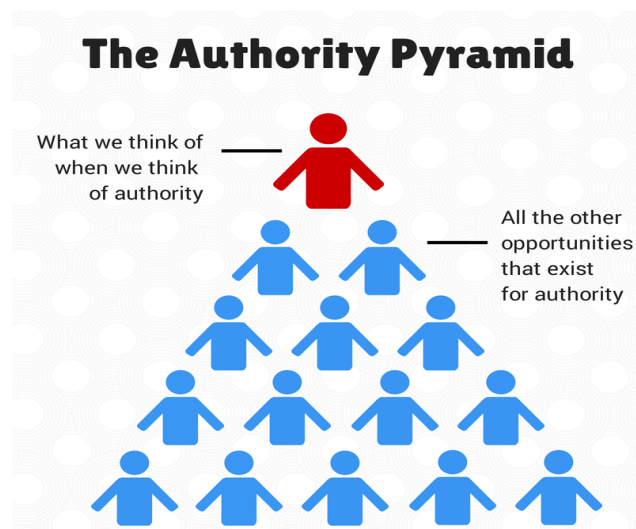 The Authority Pyramid
What we think of
when we think
of authority
All the other
opportunities
that exist
for authority